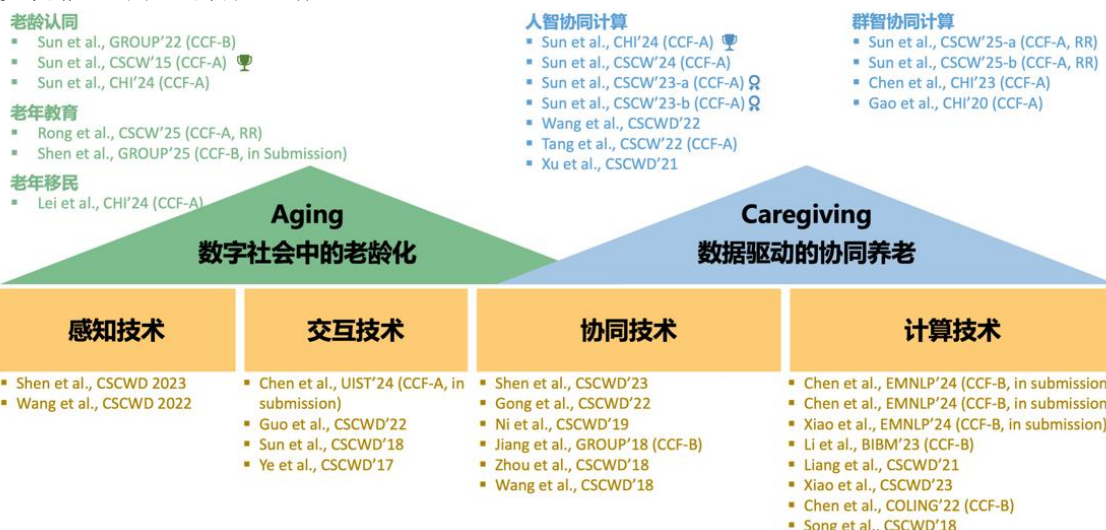 老龄认同
▪ Sun et al., GROUP'22 (CCF-B)
▪ Sun et al., CSCW'15 (CCF-A)
▪ Sun et al., CHI'24 (CCF-A)
老年教育
▪ Rong et al., CSCW'25 (CCF-A, RR)
▪ Shen et al., GROUP'25 (CCF-B, in Submission)
老年移民
▪ Lei et al., CHI'24 (CCF-A)
人智协同计算
▪ Sun et al., CHI'24 (CCF-A)
▪ Sun et al., CSCW'24 (CCF-A)
▪ Sun et al., CSCW'23-a (CCF-A)
▪ Sun et al., CSCW'23-b (CCF-A)
▪ Wang et al., CSCWD'22
▪ Tang et al., CSCW'22 (CCF-A)
▪ Xu et al., CSCWD'21
群智协同计算
▪ Sun et al., CSCW'25-a (CCF-A, RR)
▪ Sun et al., CSCW'25-b (CCF-A, RR)
▪ Chen et al., CHI'23 (CCF-A)
▪ Gao et al., CHI'20 (CCF-A)
Aging
数字社会中的老龄化
Caregiving
数据驱动的协同养老
感知技术
▪ Shen et al., CSCWD 2023
▪ Wang et al., CSCWD 2022
交互技术
▪ Chen et al., UIST'24 (CCF-A, in
submission)
▪ Guo et al., CSCWD'22
▪ Sun et al., CSCWD'18
▪ Ye et al., CSCWD'17
协同技术
▪ Shen et al., CSCWD'23
▪ Gong et al., CSCWD'22
▪ Ni et al., CSCWD'19
▪ Jiang et al., GROUP'18 (CCF-B)
▪ Zhou et al., CSCWD'18
▪ Wang et al., CSCWD'18
计算技术
▪ Chen et al., EMNLP'24 (CCF-B, in submission
▪ Chen et al., EMNLP'24 (CCF-B, in submission
▪ Xiao et al., EMNLP'24 (CCF-B, in submission)
▪ Li et al., BIBM'23 (CCF-B)
▪ Liang et al., CSCWD'21
▪ Xiao et al., CSCWD'23
▪ Chen et al., COLING'22 (CCF-B)
▪ Song et al., CSCWD'18